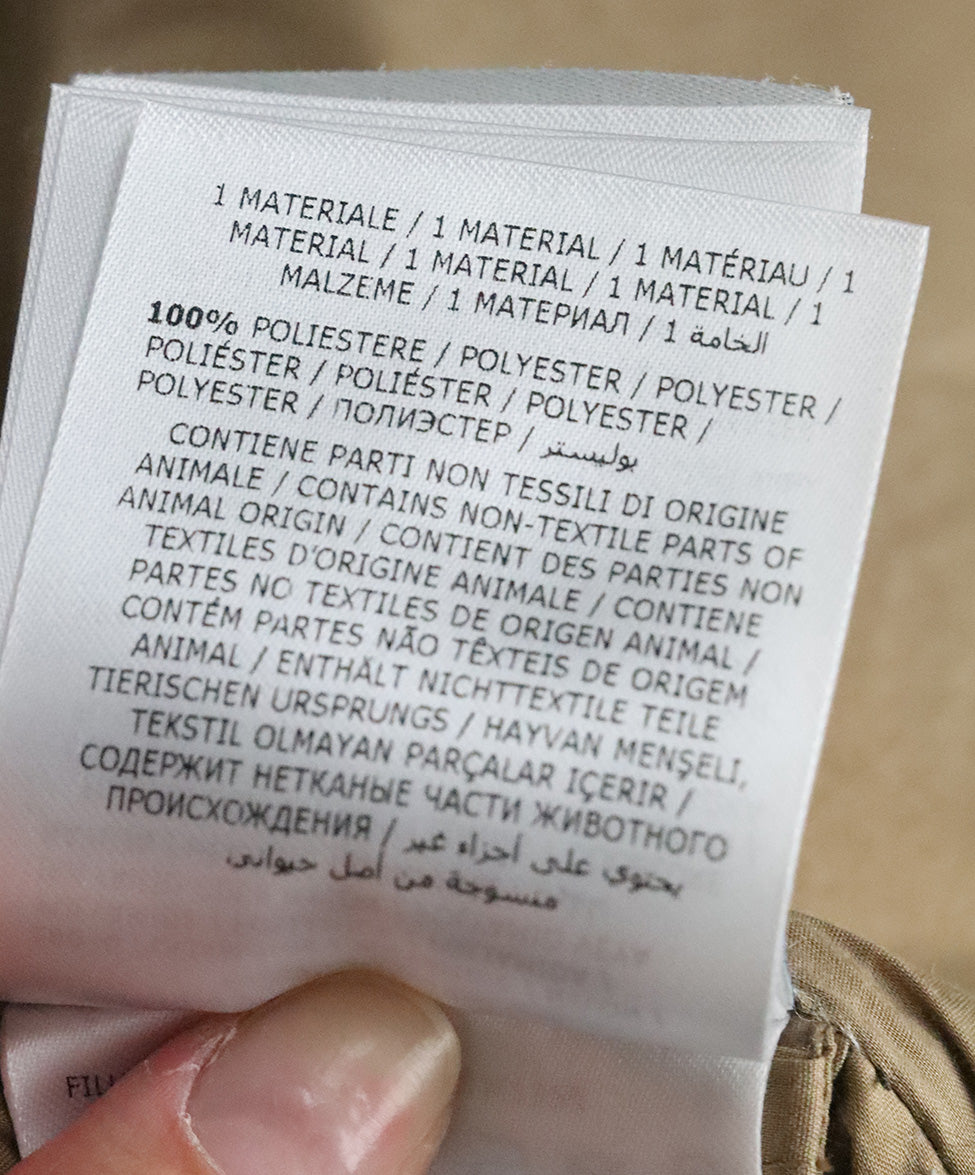 1 MATERIALE / 1 MATERIAL / 1 MATÉRIAU / 1
MATERIAL / 1 MATERIAL / 1 MATERIAL / 1
MALZEME / 1 МАТЕРИАЛ / 1 الخامة
100% POLIESTERE / POLYESTER / POLYESTER /
POLIÉSTER / POLIÉSTER / POLYESTER /
POLYESTER / ПОЛИЭСТЕР / بوليستر
CONTIENE PARTI NON TESSILI DI ORIGINE
ANIMALE / CONTAINS NON-TEXTILE PARTS OF
ANIMAL ORIGIN / CONTIENT DES PARTIES NON
TEXTILES D'ORIGINE ANIMALE / CONTIENE
PARTES NO TEXTILES DE ORIGEN ANIMAL /
CONTÉM PARTES NÃO TÊXTEIS DE ORIGEM
ANIMAL / ENTHÄLT NICHTTEXTILE TEILE
TIERISCHEN URSPRUNGS / HAYVAN MENŞELI,
TEKSTIL OLMAYAN PARÇALAR IÇERIR /
СОДЕРЖИТ НЕТКАНЫЕ ЧАСТИ ЖИВОТНОГО
ПРОИСХОЖДЕНИЯ / يحتوي على أجزاء غير
منسوجة من أصل حيواني